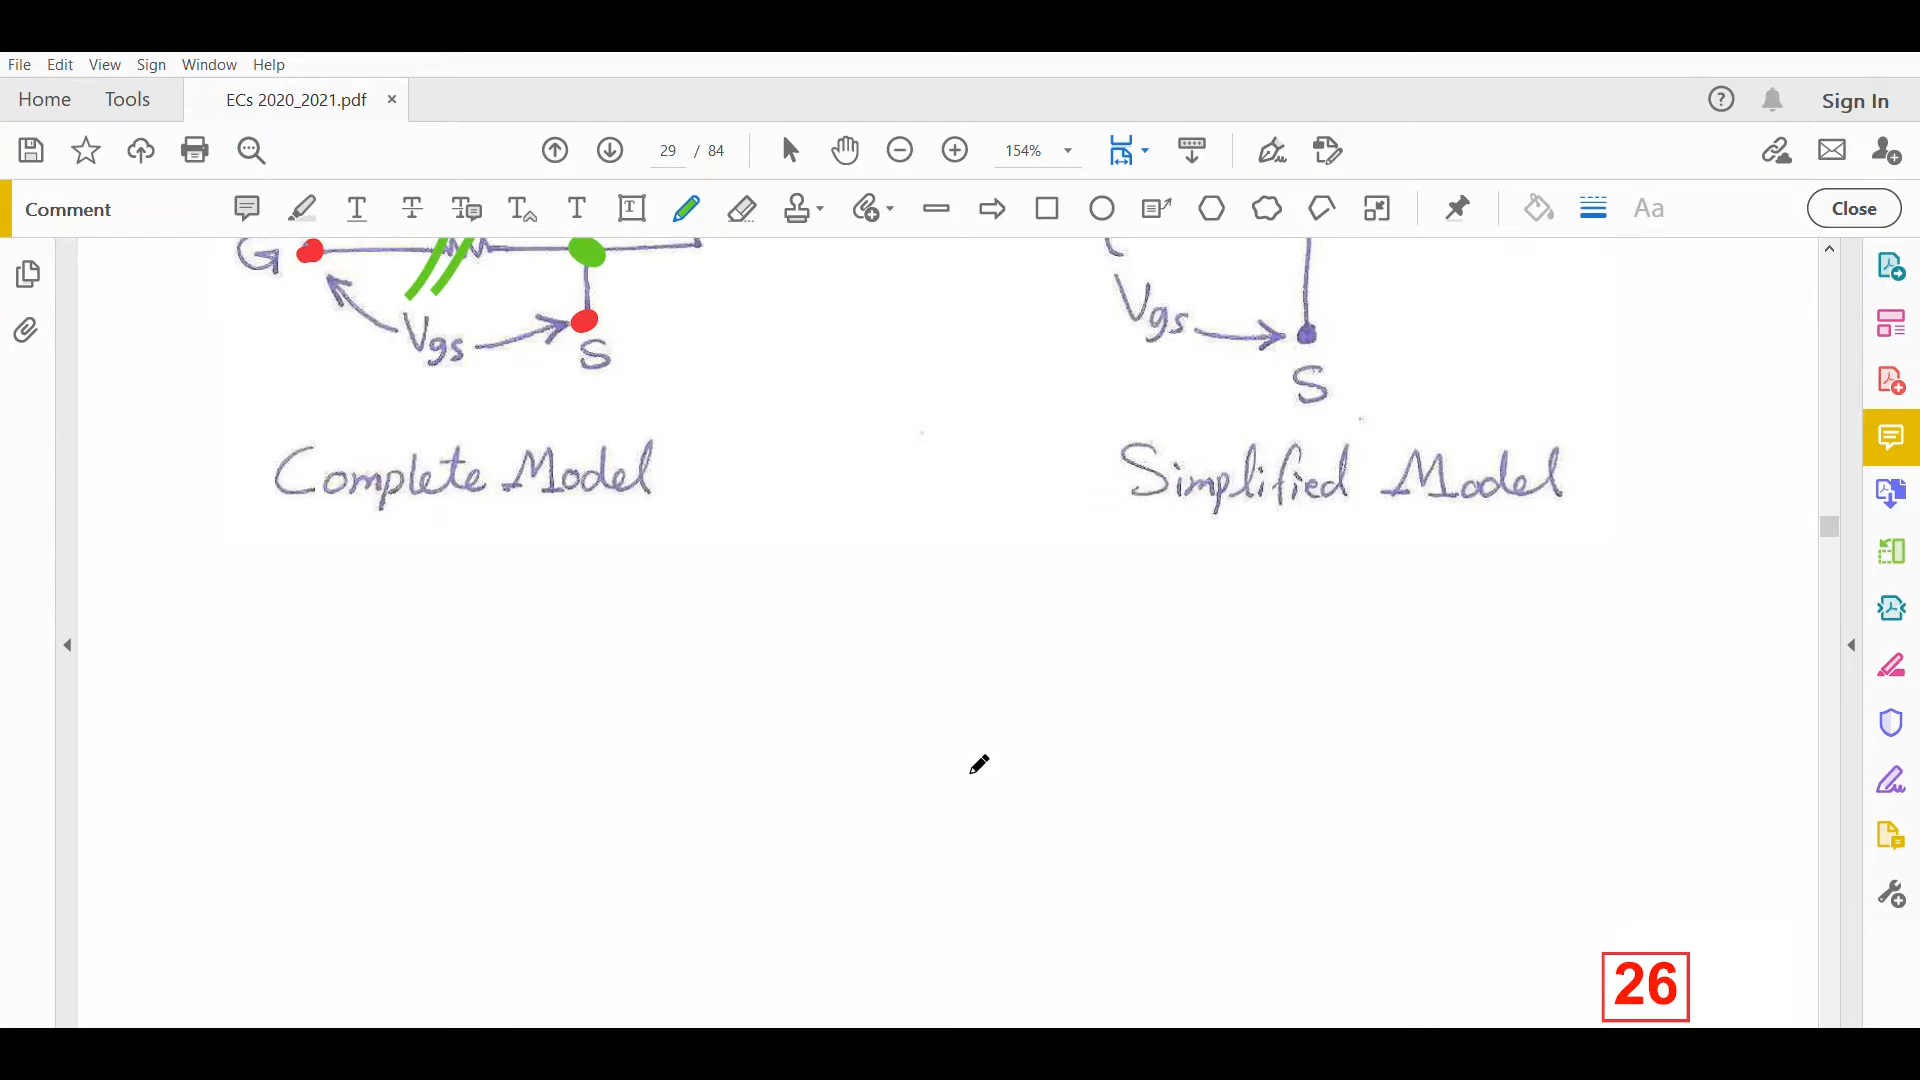 File Edit View Sign Window Help
Home Tools ECs 2020_2021.pdf × Sign In
29 / 84 154%
Comment Aa Close
G
Vgs S
Vgs
S
Complete Model Simplified Model
26